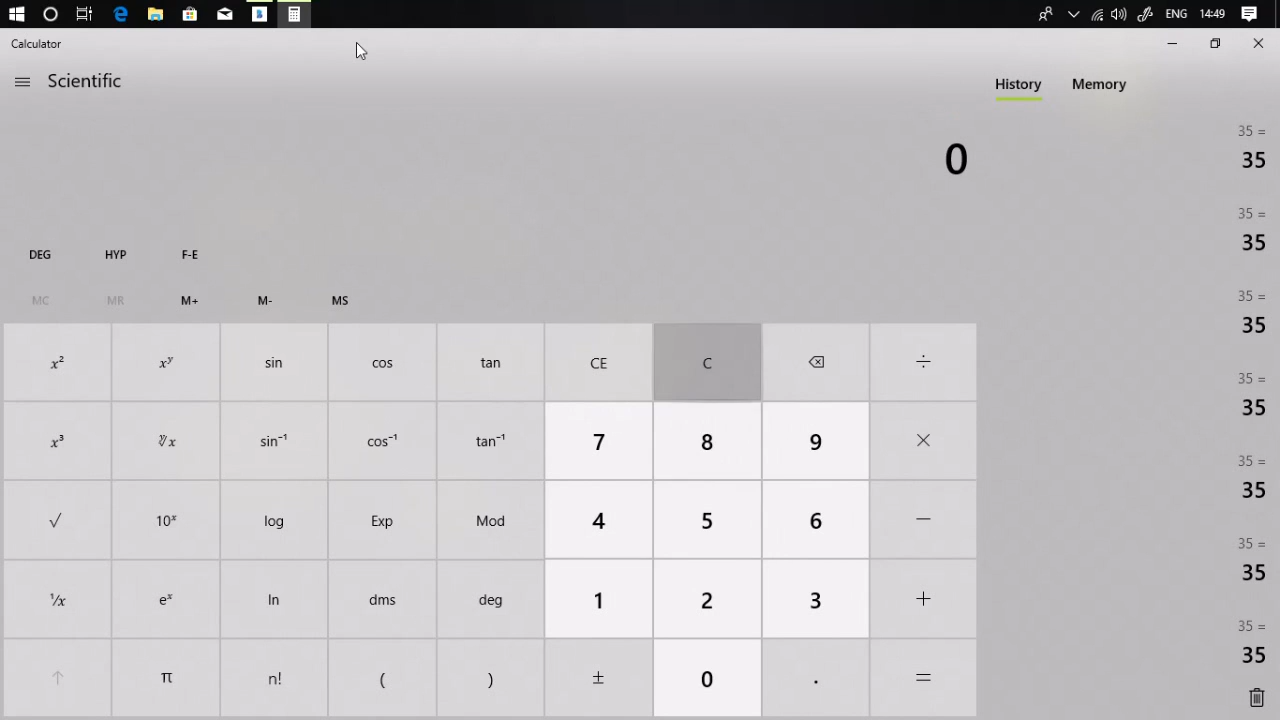 ENG 14:49
Calculator
Scientific
History Memory
0
35 =
35
35 =
35
35 =
35
35 =
35
35 =
35
35 =
35
35 =
35
DEG HYP F-E
MC MR M+ M- MS
x² xʸ sin cos tan CE C ÷
x³ ʸ√x sin⁻¹ cos⁻¹ tan⁻¹ 7 8 9 ×
√ 10ˣ log Exp Mod 4 5 6 −
¹/x eˣ ln dms deg 1 2 3 +
↑ π n! ( ) ± 0 . =